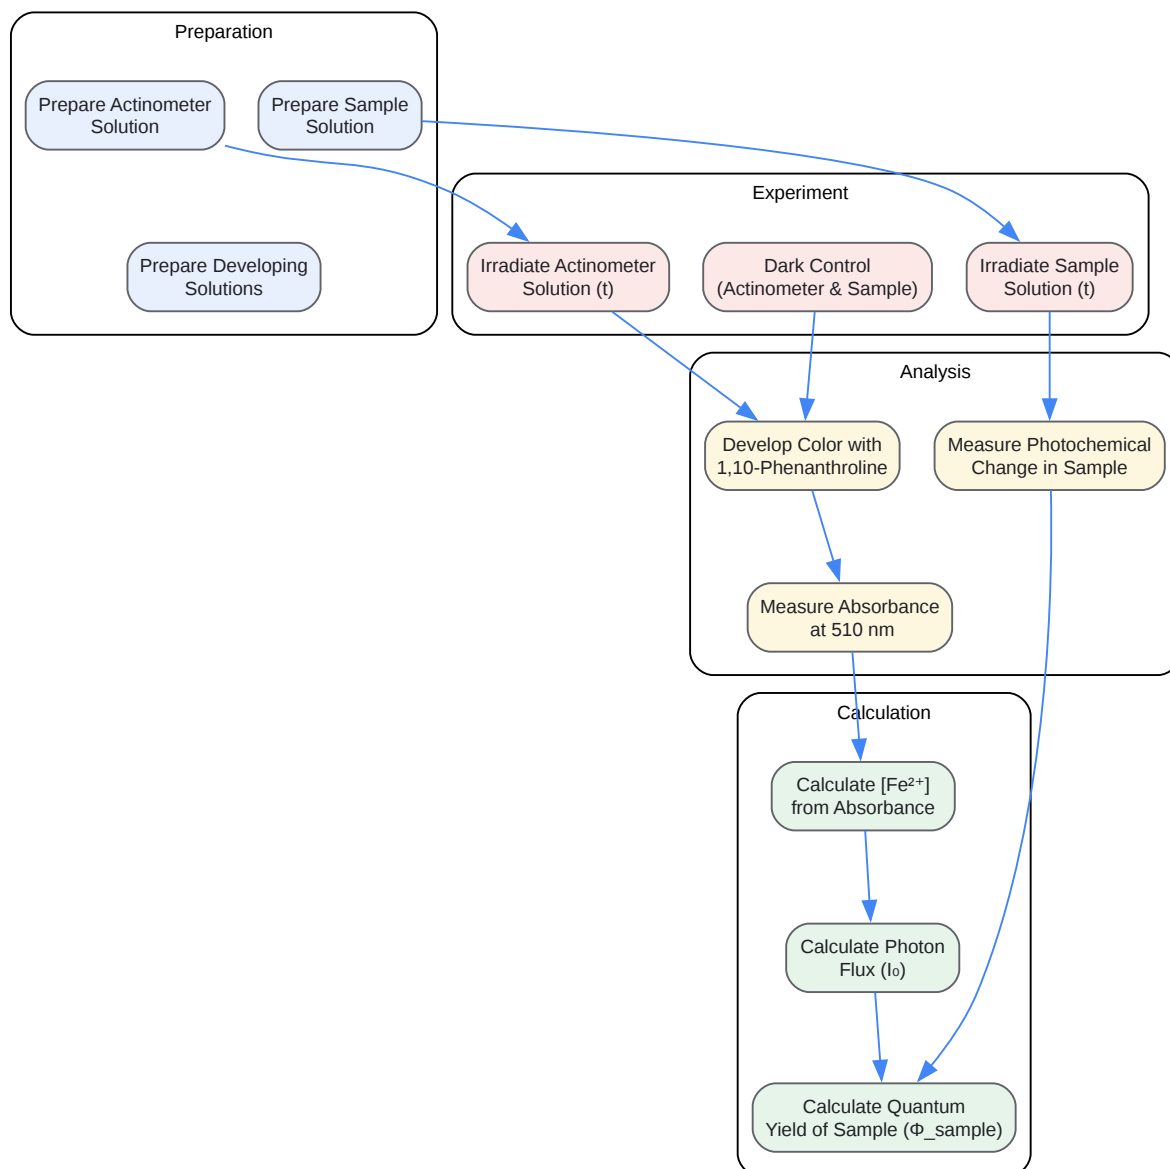 Preparation
Prepare Actinometer
Solution
Prepare Sample
Solution
Prepare Developing
Solutions
Experiment
Irradiate Actinometer
Solution (t)
Dark Control
(Actinometer & Sample)
Irradiate Sample
Solution (t)
Analysis
Develop Color with
1,10-Phenanthroline
Measure Photochemical
Change in Sample
Measure Absorbance
at 510 nm
Calculation
Calculate [Fe²⁺]
from Absorbance
Calculate Photon
Flux (I₀)
Calculate Quantum
Yield of Sample (Φ_sample)